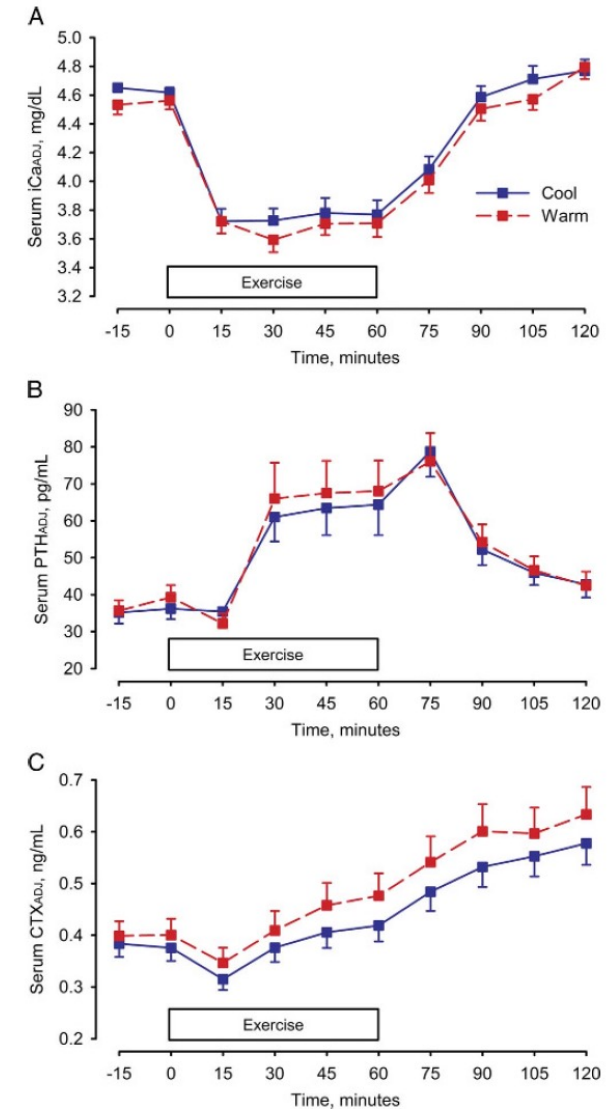 A
Serum iCaADJ, mg/dL
5.0
4.8
4.6
4.4
4.2
4.0
3.8
3.6
3.4
3.2
Cool
Warm
Exercise
-15 0 15 30 45 60 75 90 105 120
Time, minutes
B
Serum PTHADJ, pg/mL
90
80
70
60
50
40
30
20
Exercise
-15 0 15 30 45 60 75 90 105 120
Time, minutes
C
Serum CTXADJ, ng/mL
0.7
0.6
0.5
0.4
0.3
0.2
Exercise
-15 0 15 30 45 60 75 90 105 120
Time, minutes